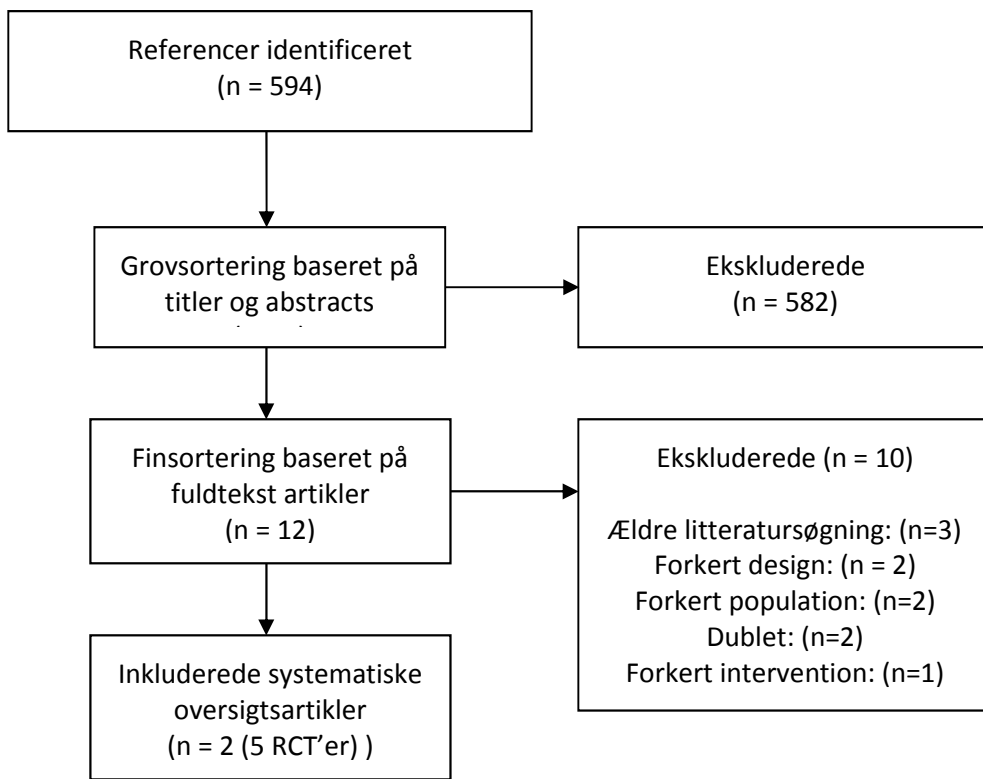 Referencer identificeret
(n = 594)
Grovsortering baseret på
titler og abstracts
Ekskluderede
(n = 582)
Finsortering baseret på
fuldtekst artikler
(n = 12)
Ekskluderede (n = 10)
Ældre litteratursøgning: (n=3)
Forkert design: (n = 2)
Forkert population: (n=2)
Dublet: (n=2)
Forkert intervention: (n=1)
Inkluderede systematiske
oversigtsartikler
(n = 2 (5 RCT’er) )